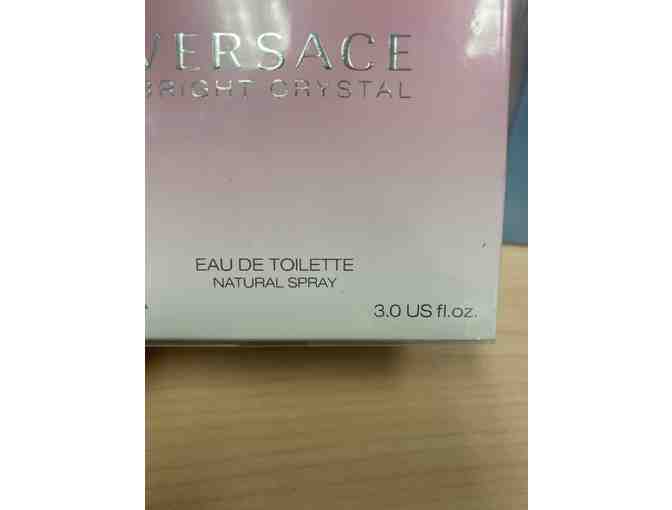 VERSACE
BRIGHT CRYSTAL
EAU DE TOILETTE
NATURAL SPRAY
3.0 US fl.oz.